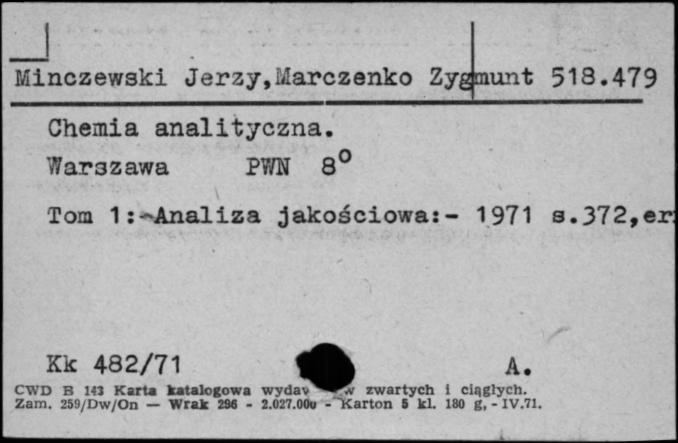 Minczewski Jerzy,Marczenko Zygmunt 518.479
Chemia analityczna.
Warszawa PWN 8°
Tom 1:-Analiza jakościowa:- 1971 s.372,er
Kk 482/71 A.
CWD B 143 Karta katalogowa zwartych i ciągłych.
Zam. 259/Dw/On — Wrak 296 - 2.027.000 - Karton 5 kl. 180 g, - IV.71.